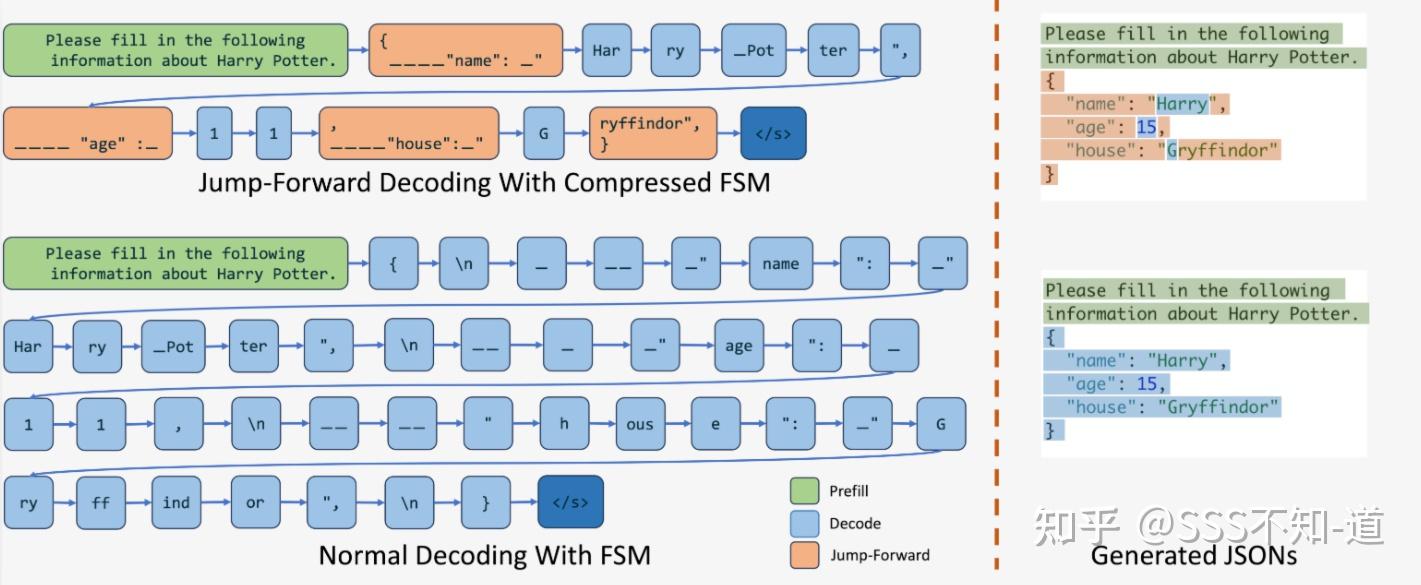 Please fill in the following
information about Harry Potter.
{
____"name": _"
Har
ry
_Pot
ter
",
____ "age" :_
1
1
,
____"house":_"
G
ryffindor",
}
</s>
Jump-Forward Decoding With Compressed FSM
Please fill in the following
information about Harry Potter.
{
\n
_
__
_"
name
":
_"
Har
ry
_Pot
ter
",
\n
__
_
_"
age
":
_
1
1
,
\n
__
__
"
h
ous
e
":
_"
G
ry
ff
ind
or
",
\n
}
</s>
Normal Decoding With FSM
Prefill
Decode
Jump-Forward
Please fill in the following
information about Harry Potter.
{
"name": "Harry",
"age": 15,
"house": "Gryffindor"
}
Please fill in the following
information about Harry Potter.
{
"name": "Harry",
"age": 15,
"house": "Gryffindor"
}
Generated JSONs
知乎 @SSS不知-道